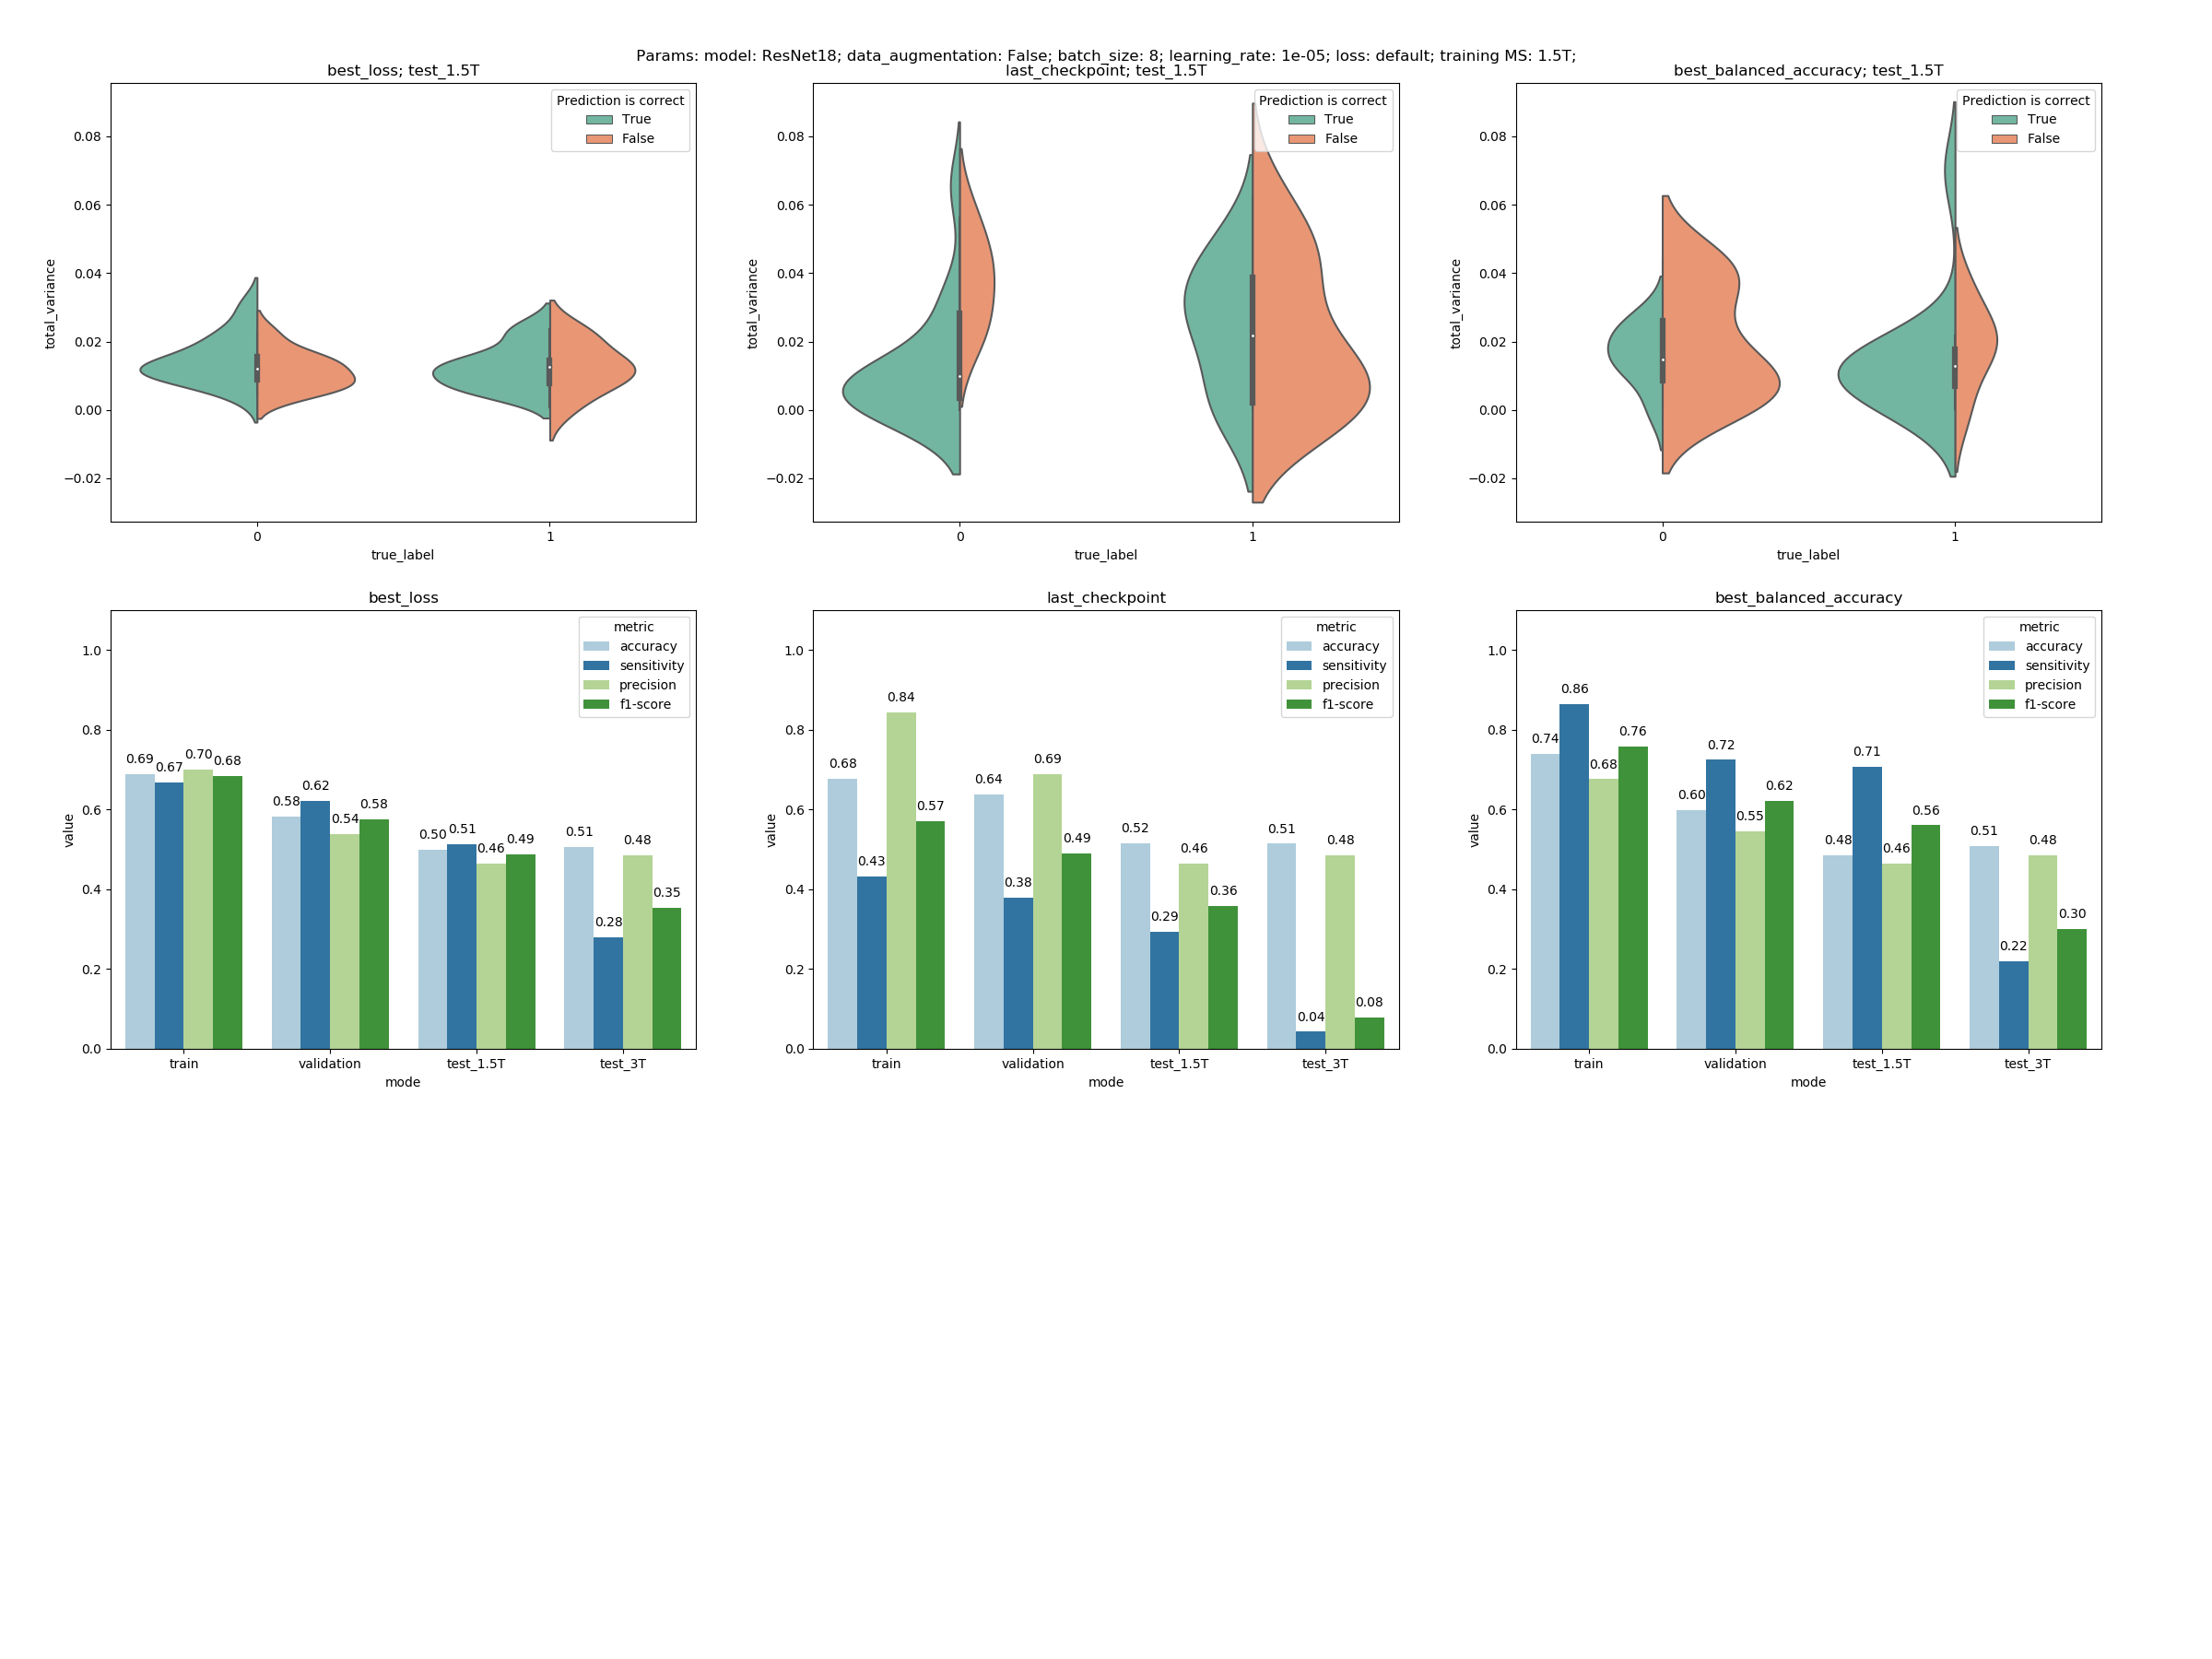 Params: model: ResNet18; data_augmentation: False; batch_size: 8; learning_rate: 1e-05; loss: default; training MS: 1.5T;
best_loss; test_1.5T
total_variance
0.08
0.06
0.04
0.02
0.00
−0.02
0 1
true_label
Prediction is correct
True
False
last_checkpoint; test_1.5T
total_variance
0.08
0.06
0.04
0.02
0.00
−0.02
0 1
true_label
Prediction is correct
True
False
best_balanced_accuracy; test_1.5T
total_variance
0.08
0.06
0.04
0.02
0.00
−0.02
0 1
true_label
Prediction is correct
True
False
best_loss
value
1.0
0.8
0.6
0.4
0.2
0.0
metric
accuracy
sensitivity
precision
f1-score
0.69 0.67 0.70 0.68
0.58 0.62 0.54 0.58
0.50 0.51 0.46 0.49
0.51 0.28 0.48 0.35
train validation test_1.5T test_3T
mode
last_checkpoint
value
1.0
0.8
0.6
0.4
0.2
0.0
metric
accuracy
sensitivity
precision
f1-score
0.68 0.43 0.84 0.57
0.64 0.38 0.69 0.49
0.52 0.29 0.46 0.36
0.51 0.04 0.48 0.08
train validation test_1.5T test_3T
mode
best_balanced_accuracy
value
1.0
0.8
0.6
0.4
0.2
0.0
metric
accuracy
sensitivity
precision
f1-score
0.74 0.86 0.68 0.76
0.60 0.72 0.55 0.62
0.48 0.71 0.46 0.56
0.51 0.22 0.48 0.30
train validation test_1.5T test_3T
mode